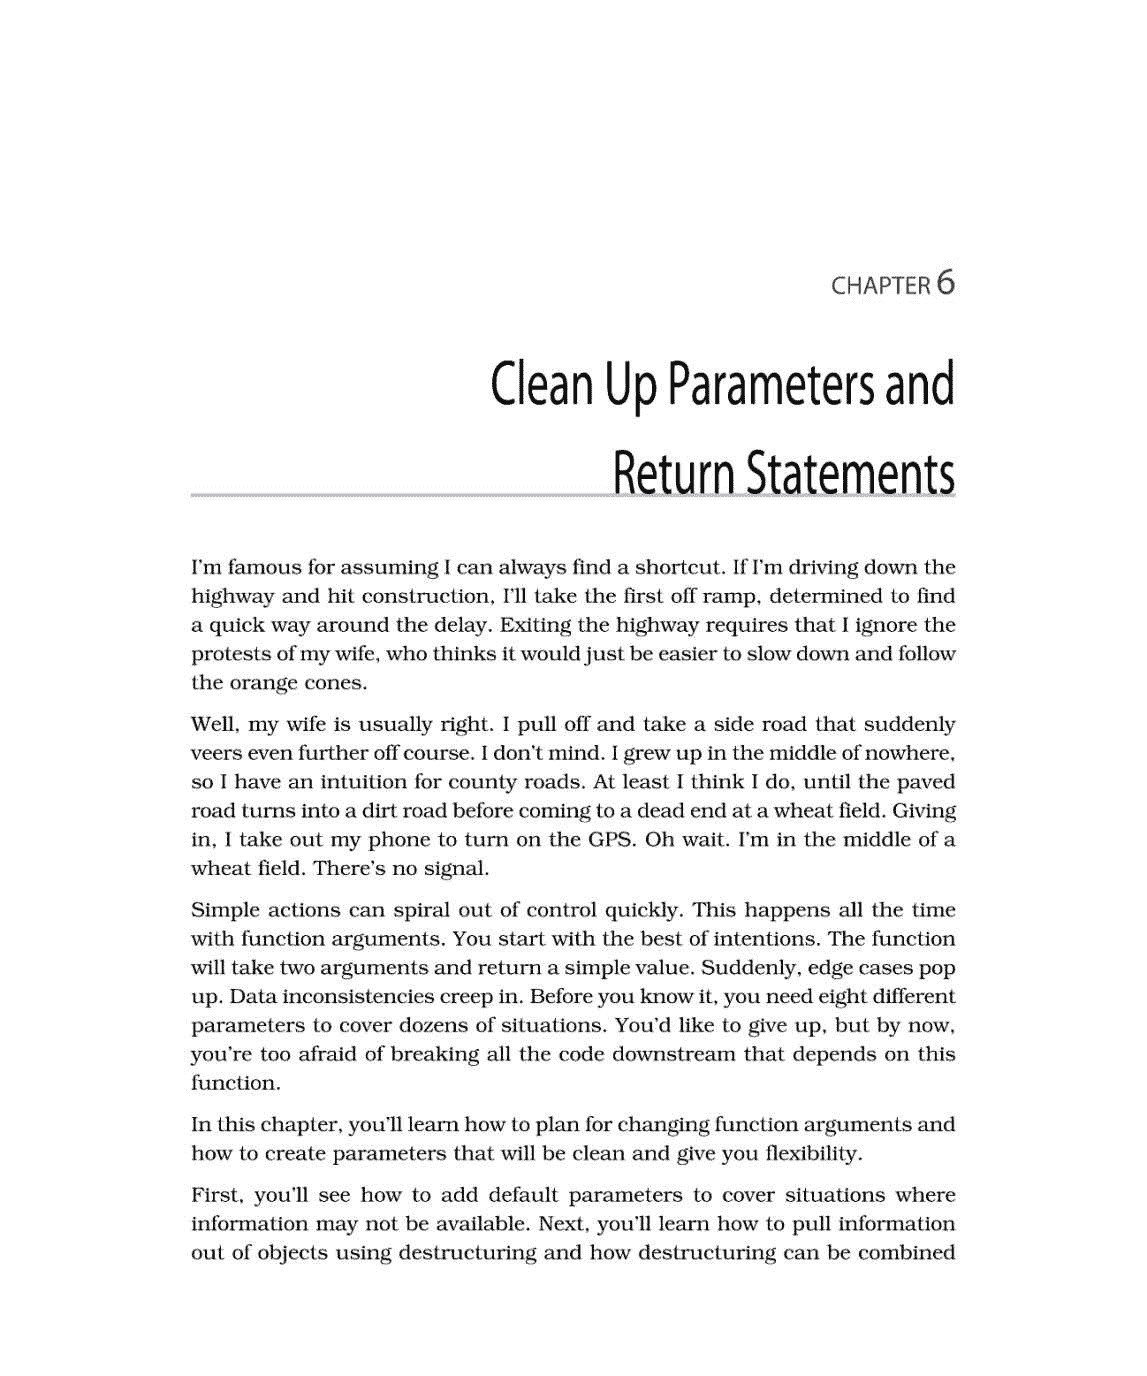 CHAPTER 6
Clean Up Parameters and
Return Statements
I'm famous for assuming I can always find a shortcut. If I'm driving down the
highway and hit construction, I'll take the first off ramp, determined to find
a quick way around the delay. Exiting the highway requires that I ignore the
protests of my wife, who thinks it would just be easier to slow down and follow
the orange cones.
Well, my wife is usually right. I pull off and take a side road that suddenly
veers even further off course. I don't mind. I grew up in the middle of nowhere,
so I have an intuition for county roads. At least I think I do, until the paved
road turns into a dirt road before coming to a dead end at a wheat field. Giving
in, I take out my phone to turn on the GPS. Oh wait. I'm in the middle of a
wheat field. There's no signal.
Simple actions can spiral out of control quickly. This happens all the time
with function arguments. You start with the best of intentions. The function
will take two arguments and return a simple value. Suddenly, edge cases pop
up. Data inconsistencies creep in. Before you know it, you need eight different
parameters to cover dozens of situations. You'd like to give up, but by now,
you're too afraid of breaking all the code downstream that depends on this
function.
In this chapter, you'll learn how to plan for changing function arguments and
how to create parameters that will be clean and give you flexibility.
First, you'll see how to add default parameters to cover situations where
information may not be available. Next, you'll learn how to pull information
out of objects using destructuring and how destructuring can be combined